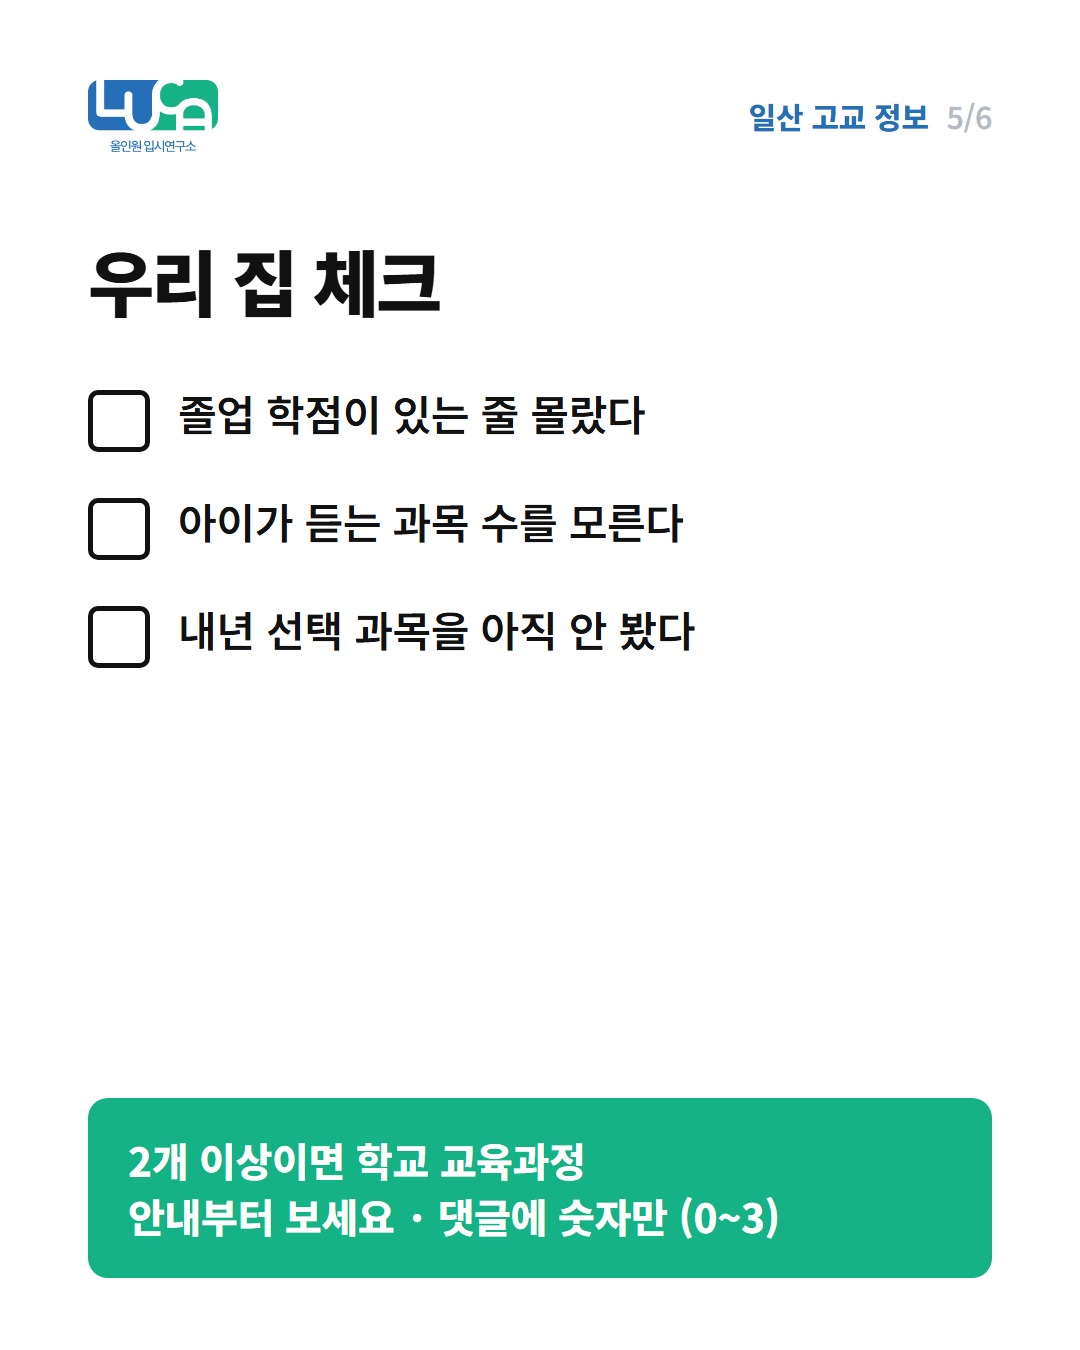 LUCA
올인원 입시연구소
일산 고교 정보 5/6
우리 집 체크
졸업 학점이 있는 줄 몰랐다
아이가 듣는 과목 수를 모른다
내년 선택 과목을 아직 안 봤다
2개 이상이면 학교 교육과정
안내부터 보세요 · 댓글에 숫자만 (0~3)